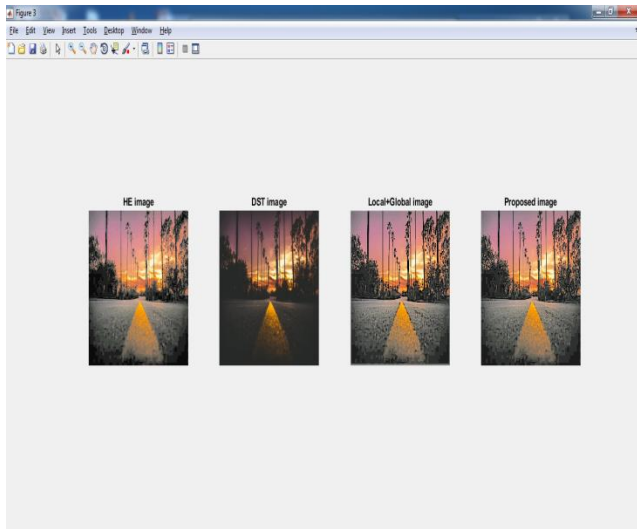 Figure 3
File Edit View Insert Tools Desktop Window Help
HE image DST image Local+Global image Proposed image